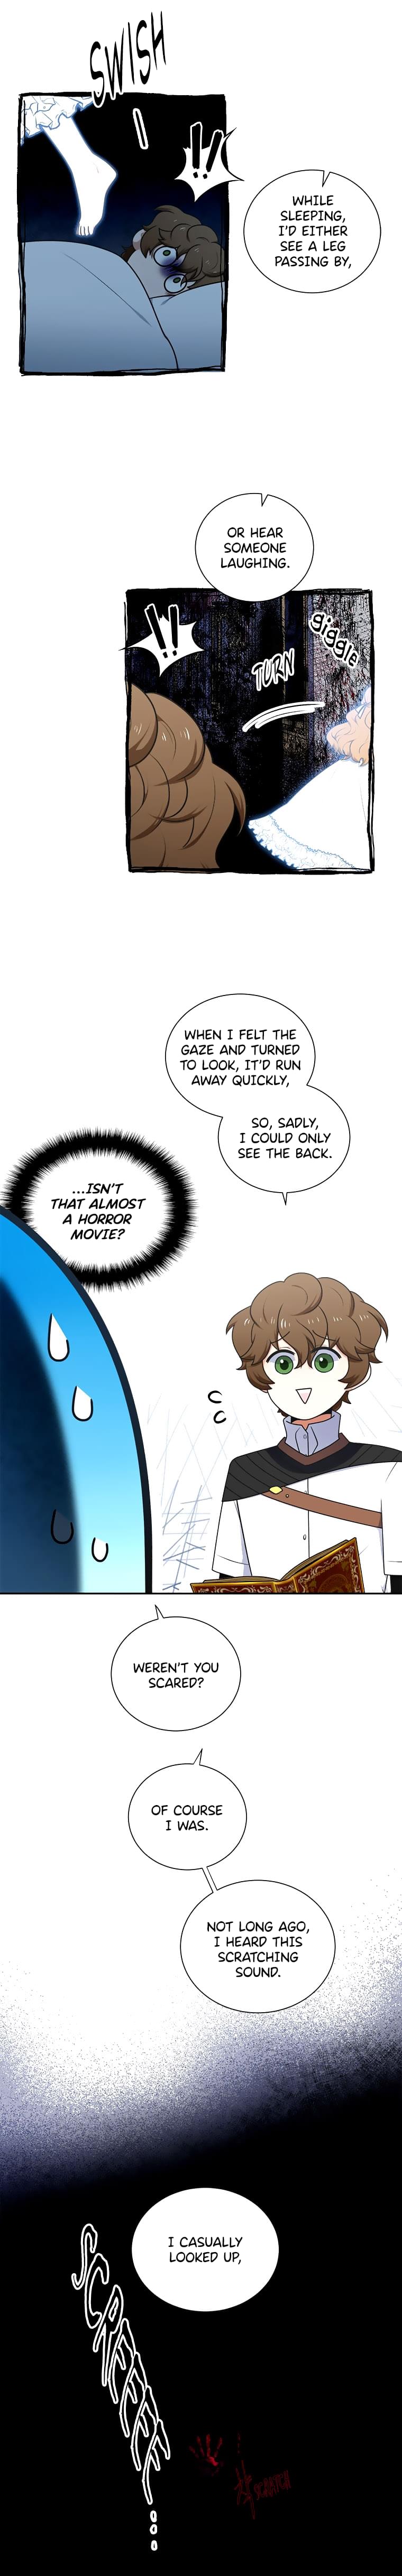 SWISH
!!
WHILE
SLEEPING,
I'D EITHER
SEE A LEG
PASSING BY,
OR HEAR
SOMEONE
LAUGHING.
!!
giggle
TURN
WHEN I FELT THE
GAZE AND TURNED
TO LOOK, IT'D RUN
AWAY QUICKLY,
SO, SADLY,
I COULD ONLY
SEE THE BACK.
...ISN'T
THAT ALMOST
A HORROR
MOVIE?
WEREN'T YOU
SCARED?
OF COURSE
I WAS.
NOT LONG AGO,
I HEARD THIS
SCRATCHING
SOUND.
I CASUALLY
LOOKED UP,